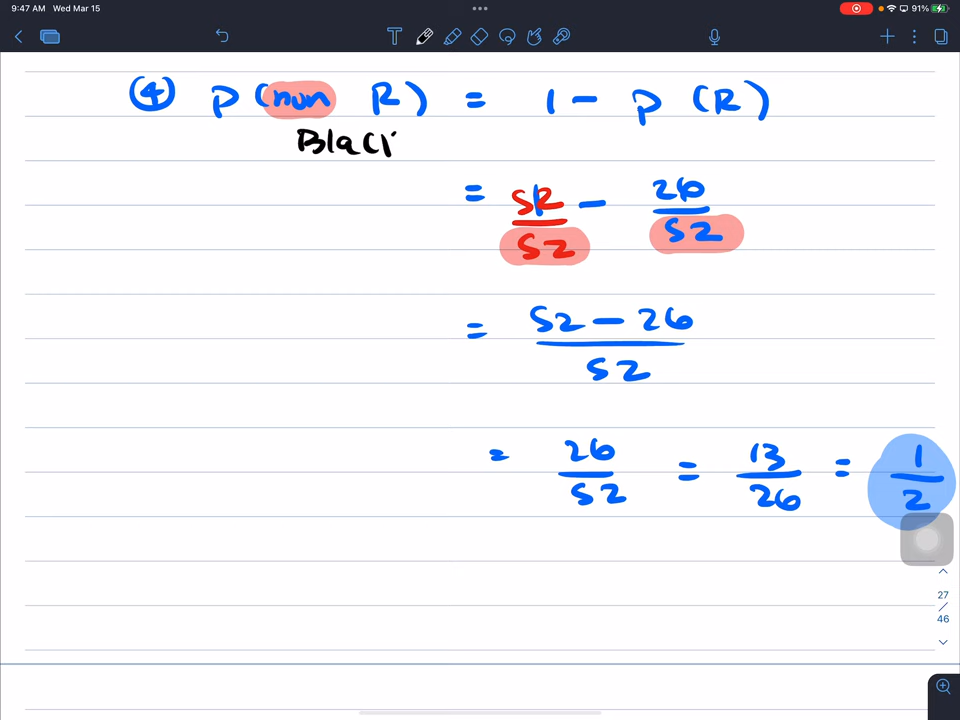 9:47 AM Wed Mar 15
91%
④ P (non R) = 1 - P (R)
Blac
= 52/52 - 26/52
= 52 - 26 / 52
= 26/52 = 13/26 = 1/2
27
/
46